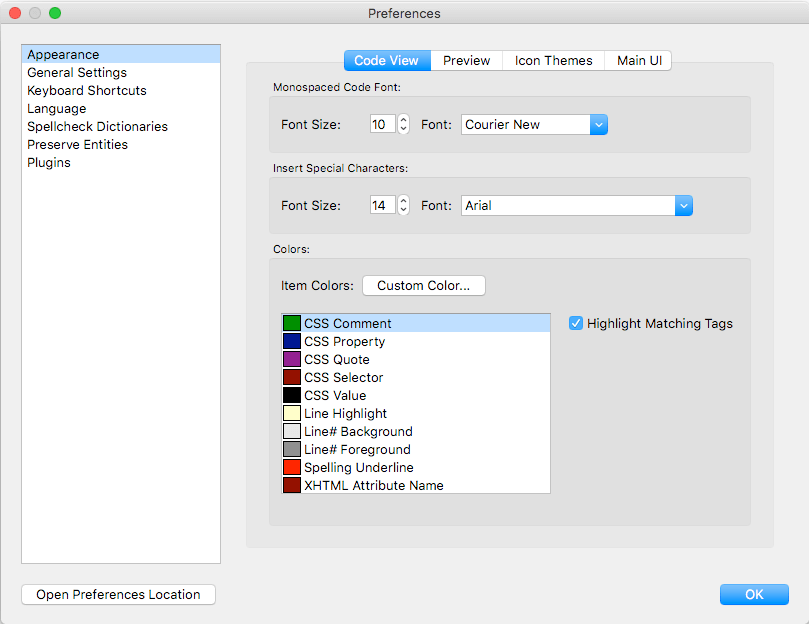 Preferences
Appearance
General Settings
Keyboard Shortcuts
Language
Spellcheck Dictionaries
Preserve Entities
Plugins
Code View Preview Icon Themes Main UI
Monospaced Code Font:
Font Size: 10 Font: Courier New
Insert Special Characters:
Font Size: 14 Font: Arial
Colors:
Item Colors: Custom Color...
CSS Comment
CSS Property
CSS Quote
CSS Selector
CSS Value
Line Highlight
Line# Background
Line# Foreground
Spelling Underline
XHTML Attribute Name
Highlight Matching Tags
Open Preferences Location
OK